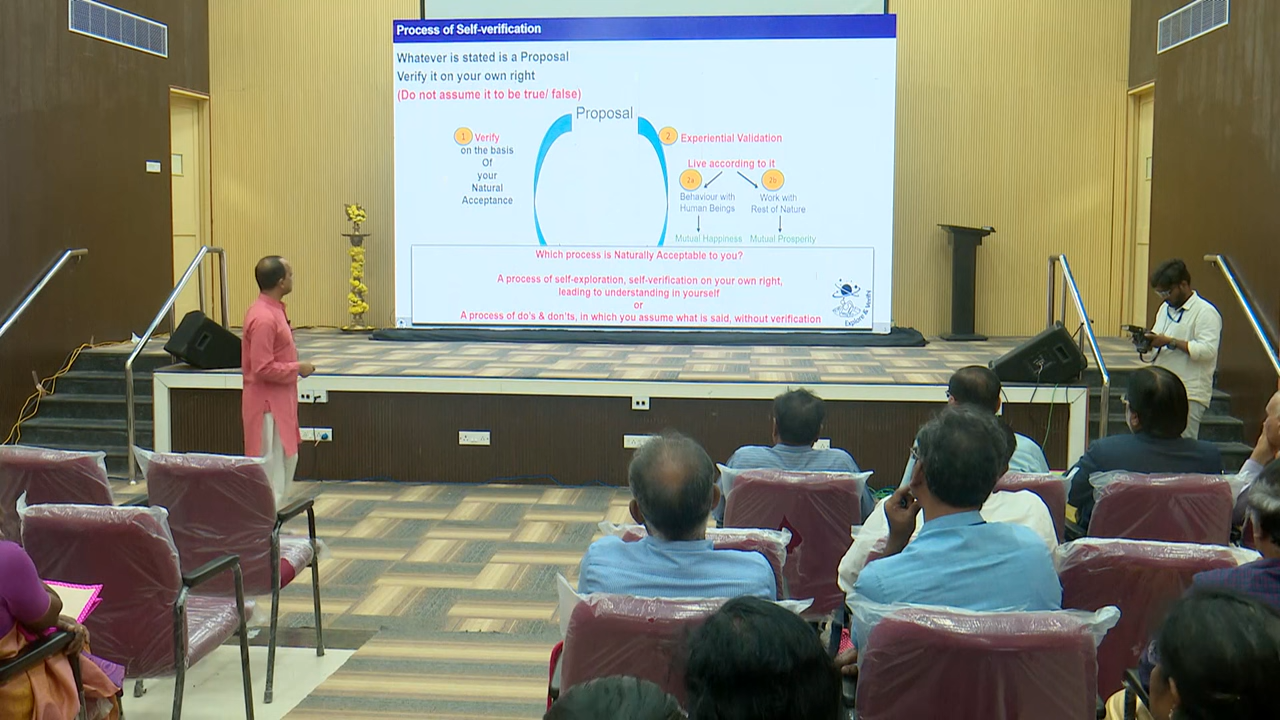 Process of Self-verification
Whatever is stated is a Proposal
Verify it on your own right
(Do not assume it to be true/ false)
Proposal
1 Verify
on the basis
Of
your
Natural
Acceptance
2 Experiential Validation
Live according to it
2a
Behaviour with
Human Beings
Mutual Happiness
2b
Work with
Rest of Nature
Mutual Prosperity
Which process is Naturally Acceptable to you?
A process of self-exploration, self-verification on your own right,
leading to understanding in yourself
or
A process of do's & don'ts, in which you assume what is said, without verification
Explore & Verify